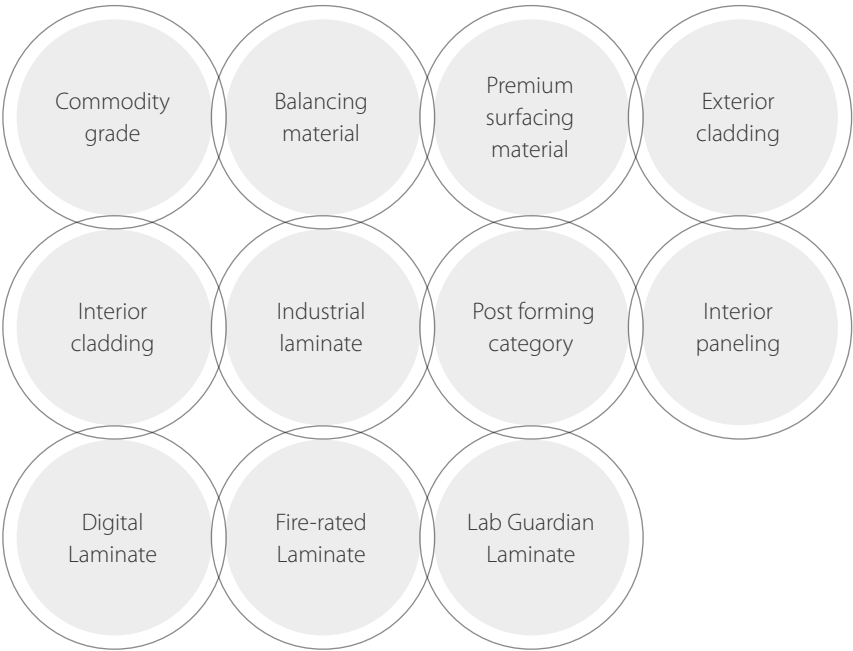 Commodity
grade
Balancing
material
Premium
surfacing
material
Exterior
cladding
Interior
cladding
Industrial
laminate
Post forming
category
Interior
paneling
Digital
Laminate
Fire-rated
Laminate
Lab Guardian
Laminate